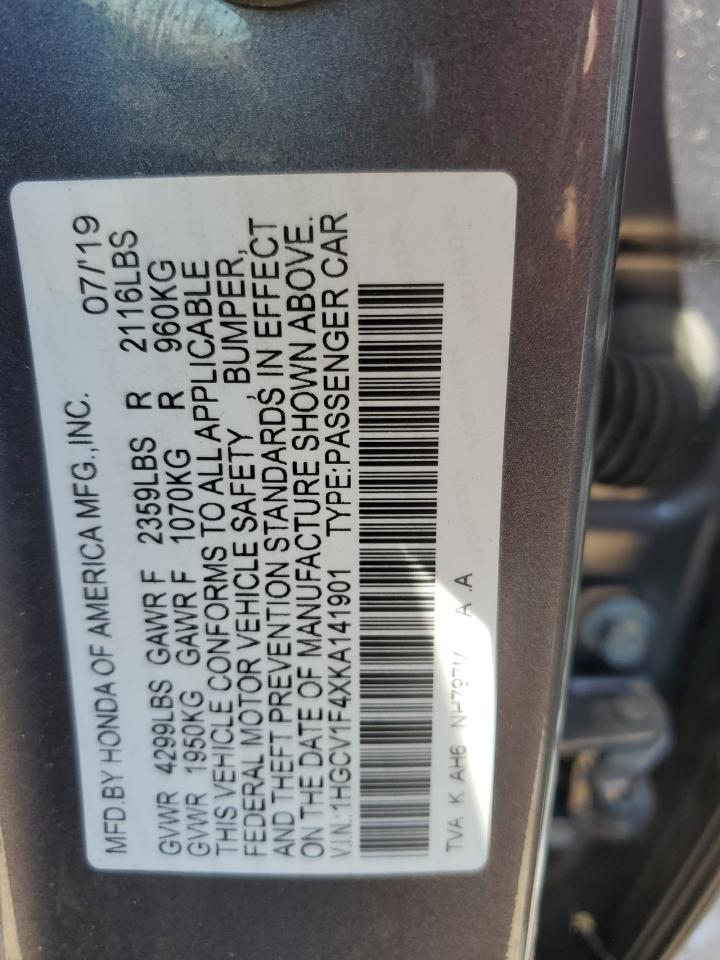 MFD.BY HONDA OF AMERICA MFG.,INC. 07/'19
GVWR 4299LBS GAWR F 2359LBS R 2116LBS
GVWR 1950KG GAWR F 1070KG R 960KG
THIS VEHICLE CONFORMS TO ALL APPLICABLE
FEDERAL MOTOR VEHICLE SAFETY , BUMPER,
AND THEFT PREVENTION STANDARDS IN EFFECT
ON THE DATE OF MANUFACTURE SHOWN ABOVE.
V.I.N.:1HGCV1F4XKA141901 TYPE:PASSENGER CAR
TVA K AH6 NH797M A .A